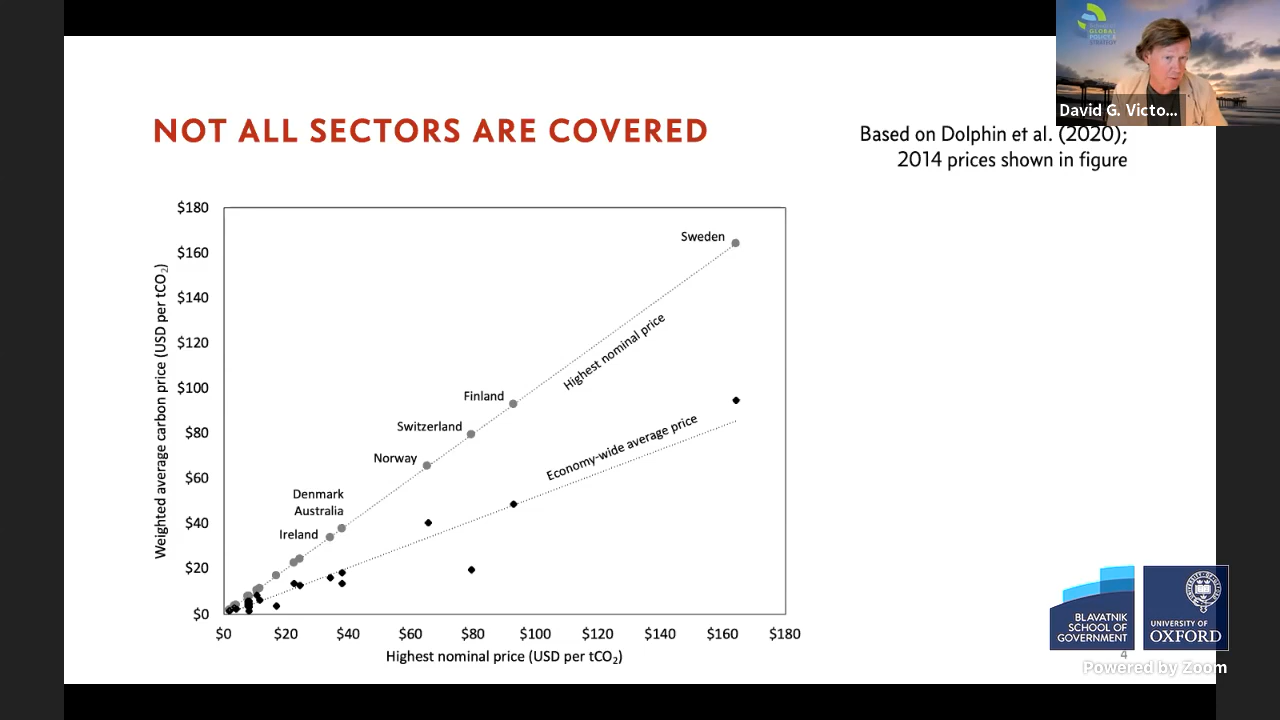 GLOBAL
David G. Victo...
NOT ALL SECTORS ARE COVERED
Based on Dolphin et al. (2020);
2014 prices shown in figure
Weighted average carbon price (USD per tCO₂)
$180
$160
$140
$120
$100
$80
$60
$40
$20
$0
Sweden
Highest nominal price
Finland
Switzerland
Economy-wide average price
Norway
Denmark
Australia
Ireland
$0 $20 $40 $60 $80 $100 $120 $140 $160 $180
Highest nominal price (USD per tCO₂)
BLAVATNIK
SCHOOL OF
GOVERNMENT
UNIVERSITY OF
OXFORD
4
Powered by Zoom